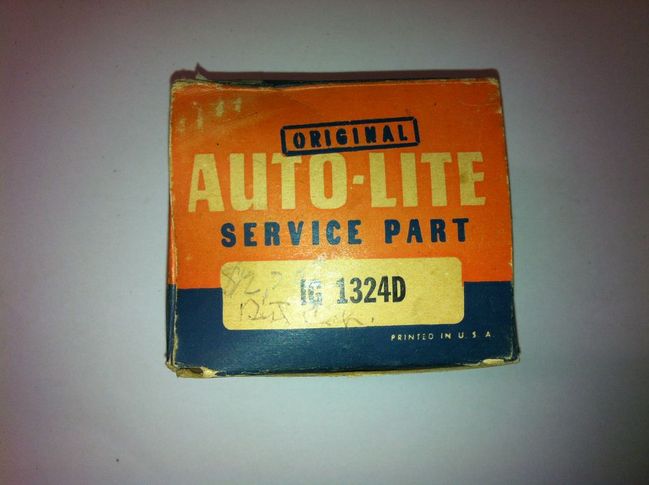 ORIGINAL
AUTO-LITE
SERVICE PART
IG 1324D
PRINTED IN U. S. A.